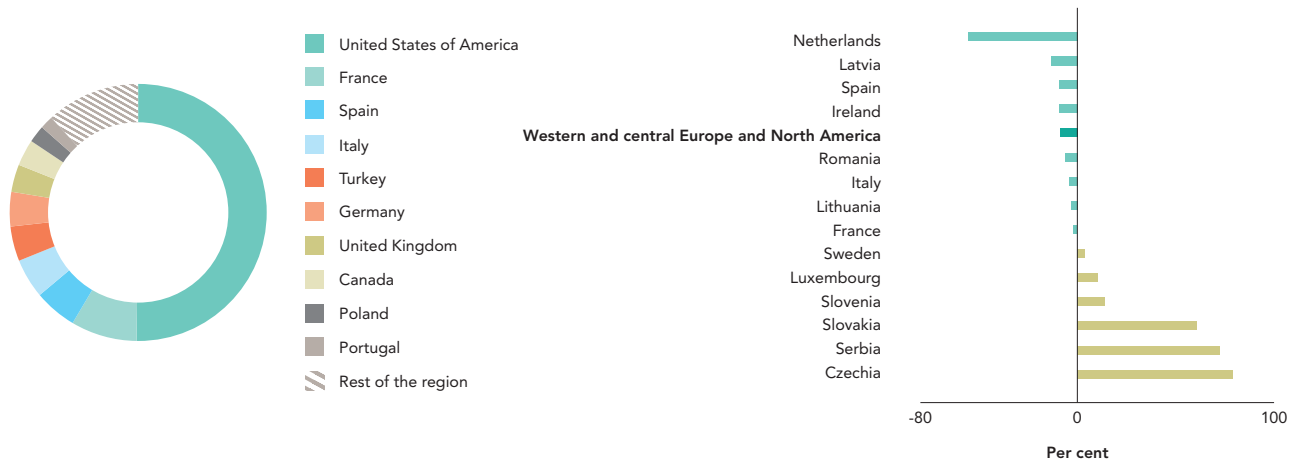 United States of America
France
Spain
Italy
Turkey
Germany
United Kingdom
Canada
Poland
Portugal
Rest of the region
Netherlands
Latvia
Spain
Ireland
Western and central Europe and North America
Romania
Italy
Lithuania
France
Sweden
Luxembourg
Slovenia
Slovakia
Serbia
Czechia
-80 0 100
Per cent